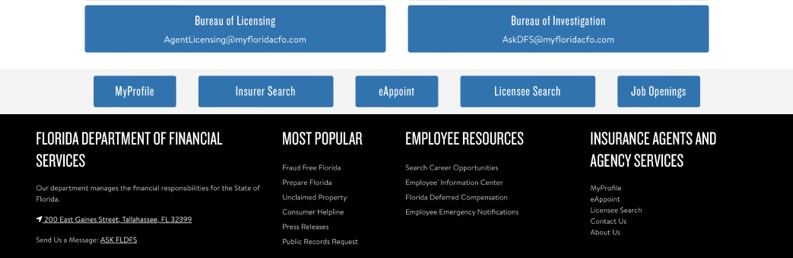 Bureau of Licensing
AgentLicensing@myfloridacfo.com
Bureau of Investigation
AskDFS@myfloridacfo.com
MyProfile
Insurer Search
eAppoint
Licensee Search
Job Openings
FLORIDA DEPARTMENT OF FINANCIAL
SERVICES
Our department manages the financial responsibilities for the State of
Florida.
200 East Gaines Street, Tallahassee, FL 32399
Send Us a Message: ASK FLDFS
MOST POPULAR
Fraud Free Florida
Prepare Florida
Unclaimed Property
Consumer Helpline
Press Releases
Public Records Request
EMPLOYEE RESOURCES
Search Career Opportunities
Employee' Information Center
Florida Deferred Compensation
Employee Emergency Notifications
INSURANCE AGENTS AND
AGENCY SERVICES
MyProfile
eAppoint
Licensee Search
Contact Us
About Us